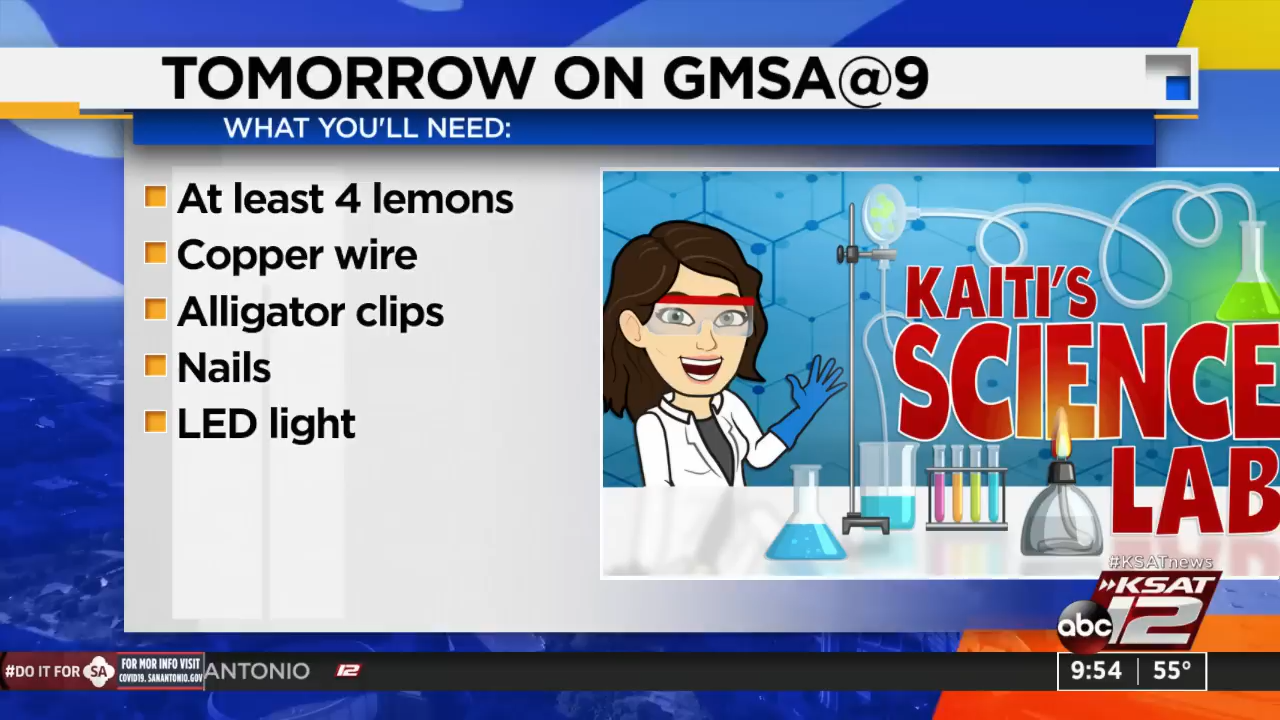 TOMORROW ON GMSA@9
WHAT YOU'LL NEED:
At least 4 lemons
Copper wire
Alligator clips
Nails
LED light
KAITI'S
SCIENCE
LAB
#KSATnews
KSAT
abc 12
#DO IT FOR SA
FOR MOR INFO VISIT
COVID19. SANANTONIO.GOV
ANTONIO 12
9:54 55°